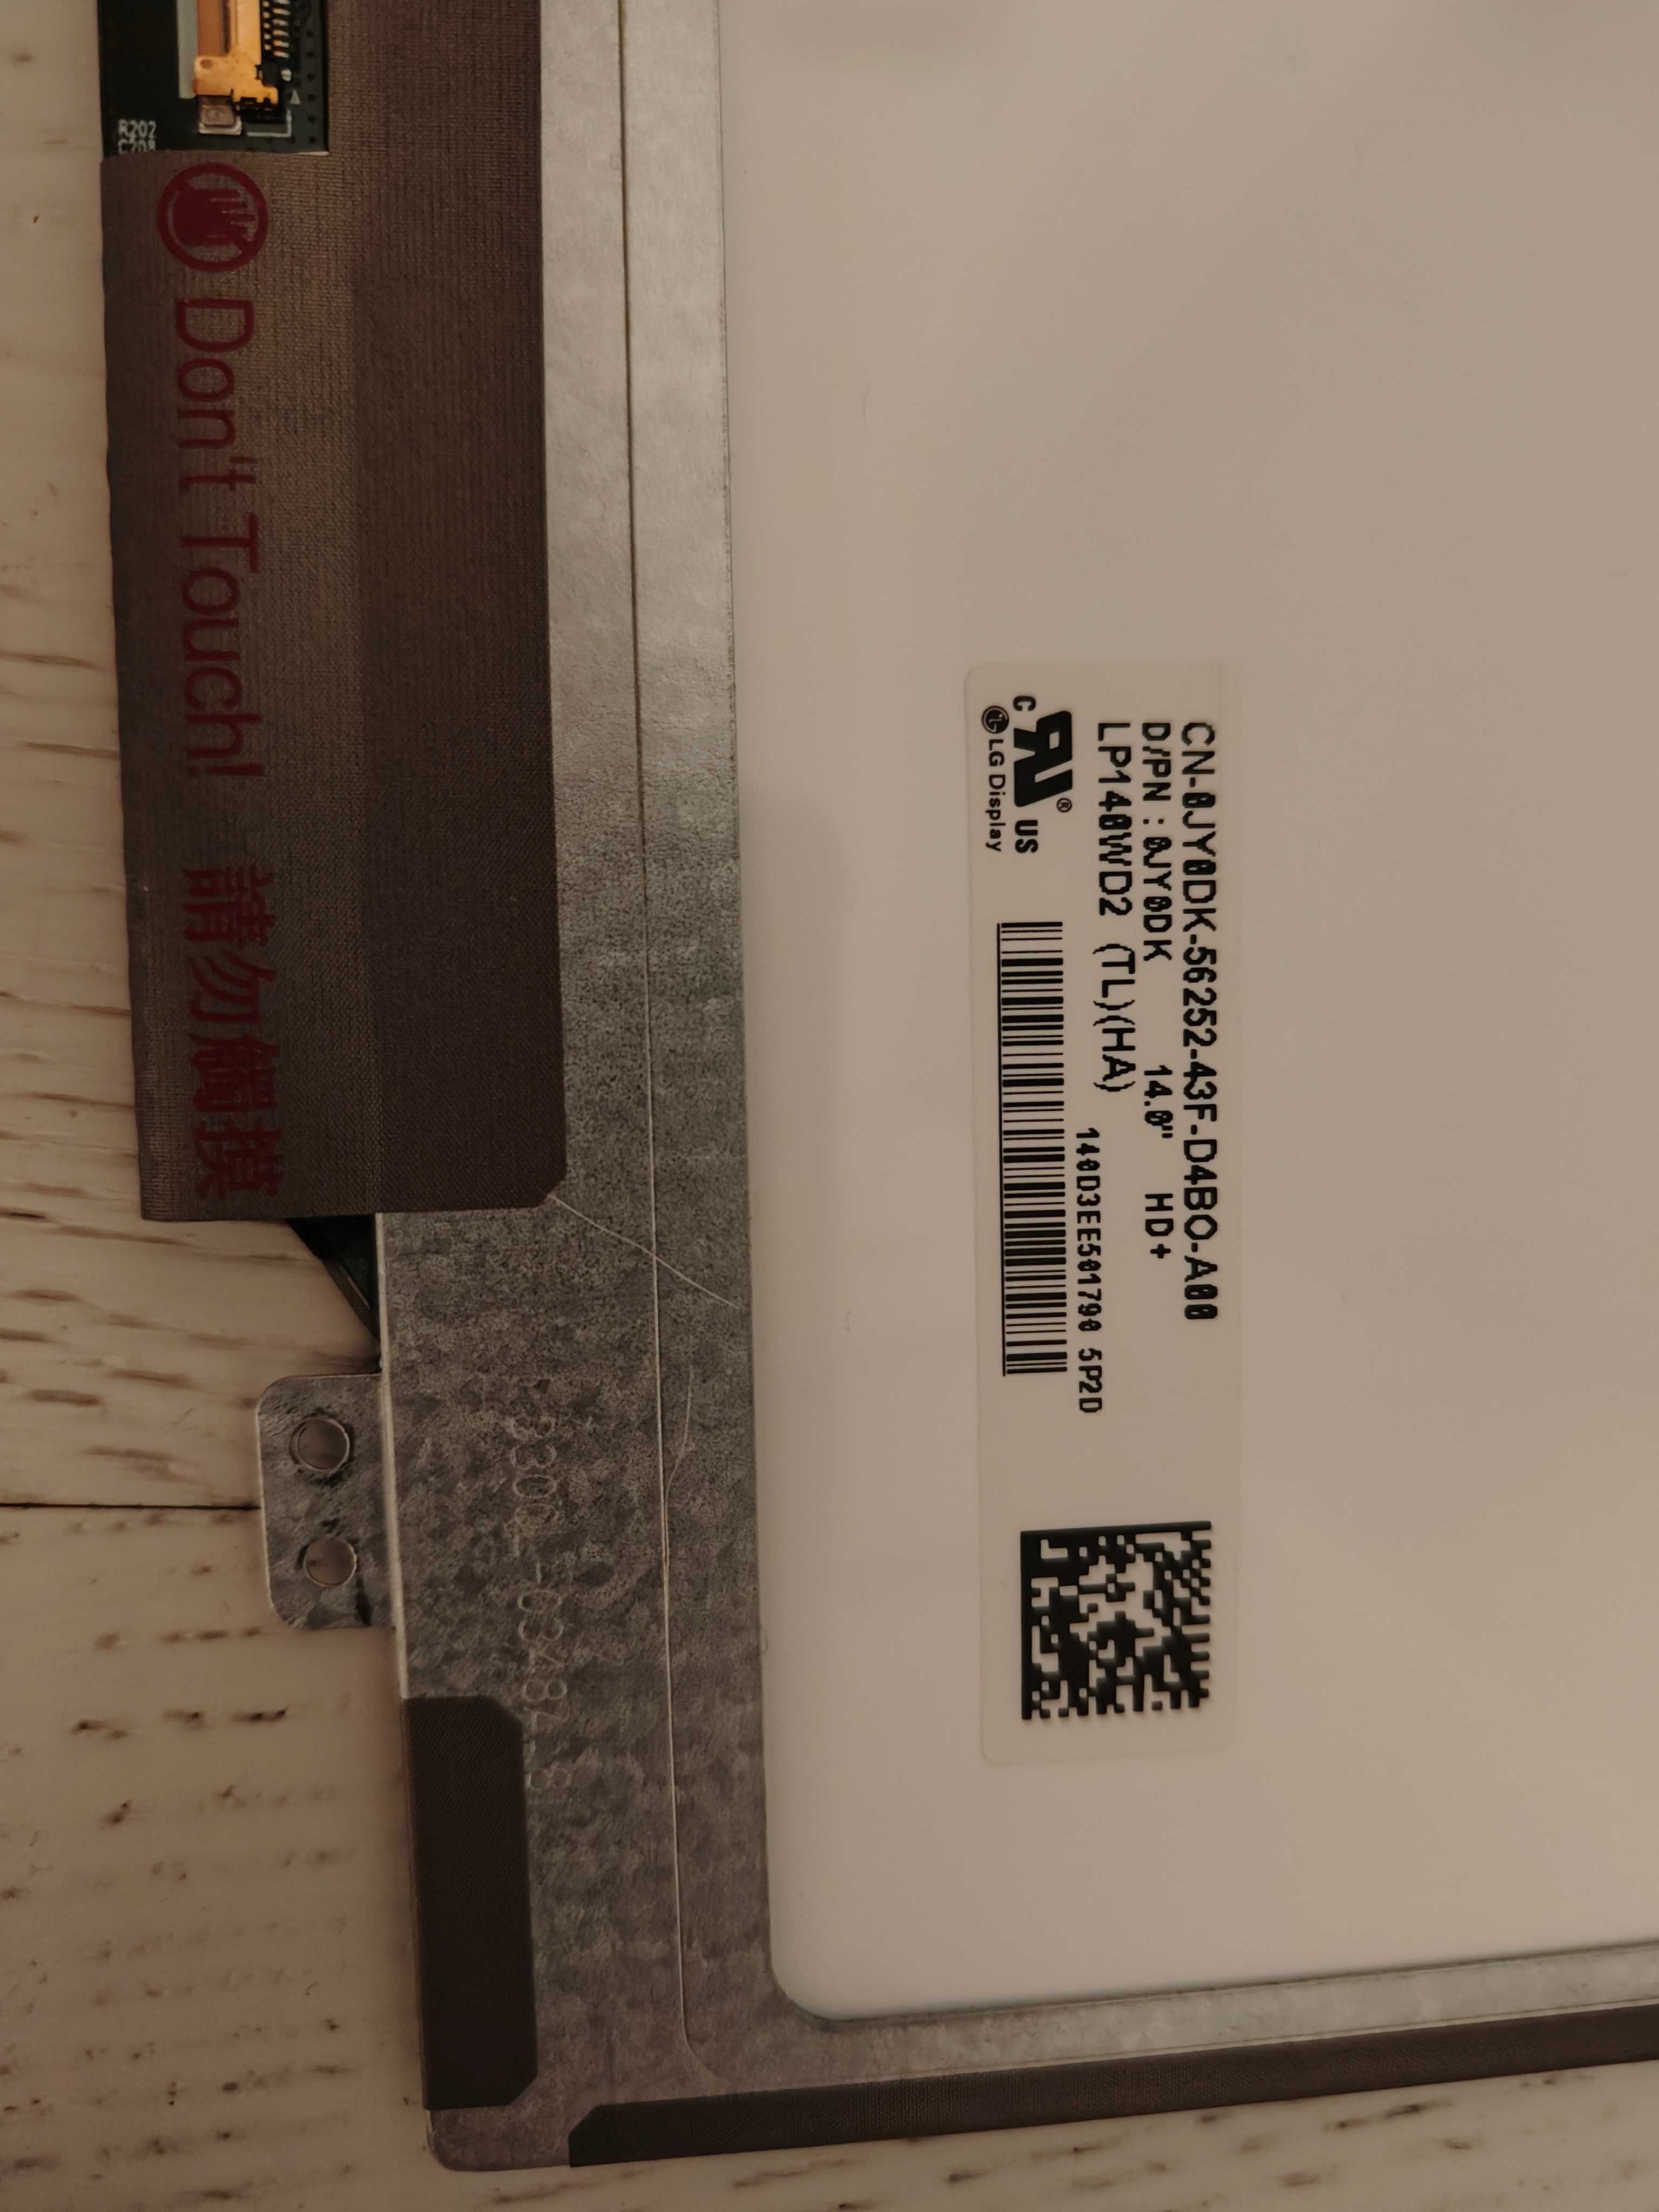 R202
C208
Don't Touch! 請勿觸摸
CN-0JY0DK-56252-43F-D4BO-A00
D/PN : 0JY0DK 14.0" HD+
LP140WD2 (TL)(HA)
140D3EE501790 5P2D
C US
®
LG Display